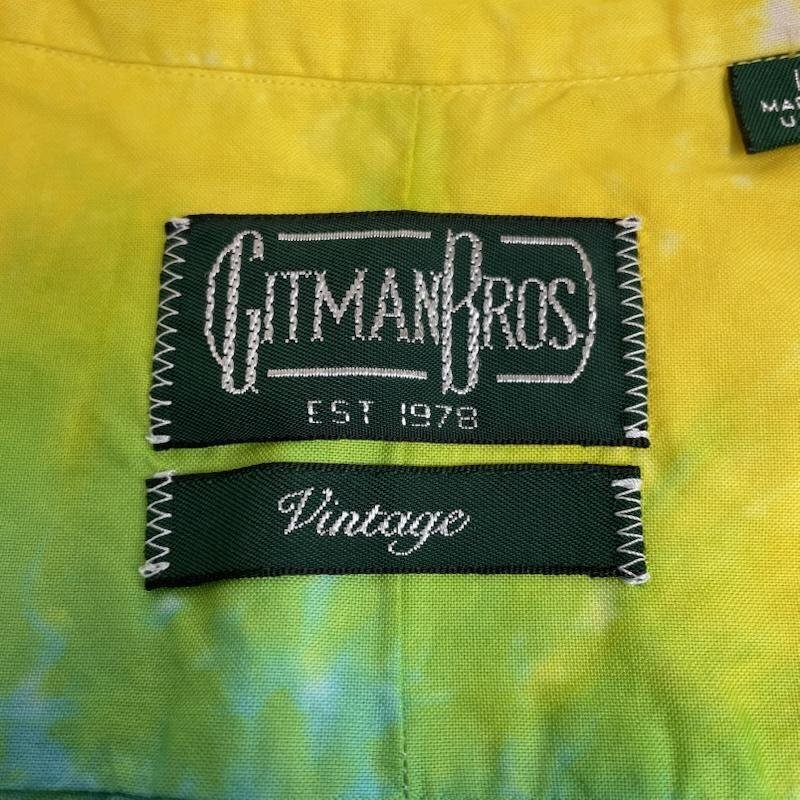 GITMAN BROS.
EST 1978
Vintage